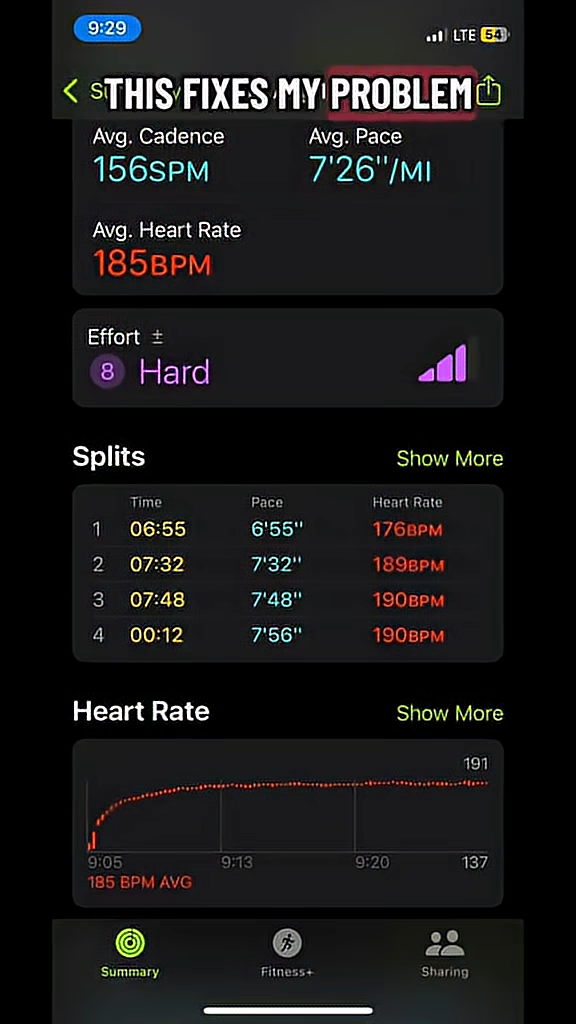 9:29
LTE 54
THIS FIXES MY PROBLEM
Avg. Cadence Avg. Pace
156SPM 7'26"/MI
Avg. Heart Rate
185BPM
Effort ±
8 Hard
Splits Show More
Time Pace Heart Rate
1 06:55 6'55" 176BPM
2 07:32 7'32" 189BPM
3 07:48 7'48" 190BPM
4 00:12 7'56" 190BPM
Heart Rate Show More
191
9:05 9:13 9:20 137
185 BPM AVG
Summary Fitness+ Sharing